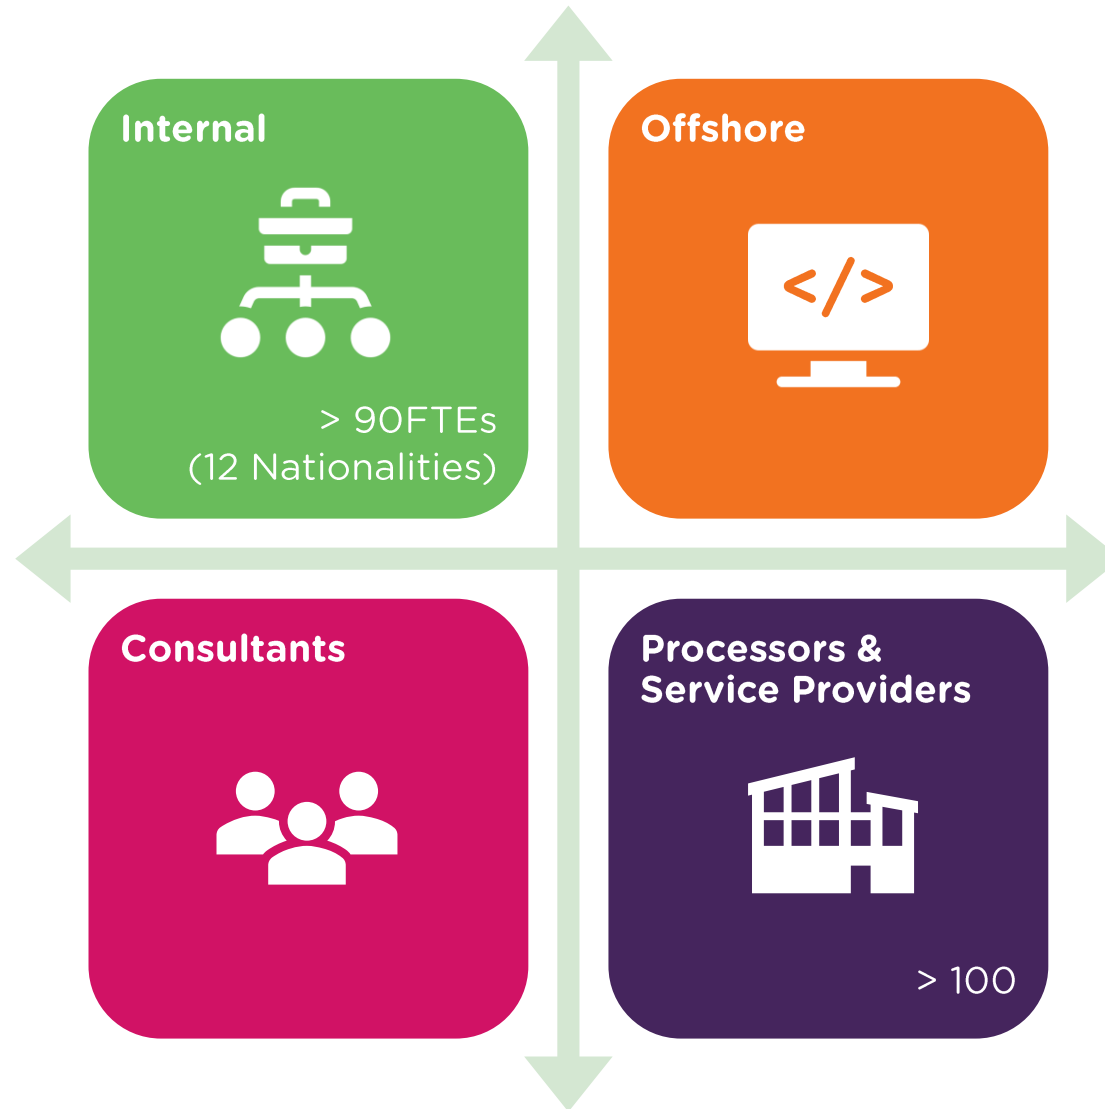 Internal
> 90FTEs
(12 Nationalities)
Offshore
</>
Consultants
Processors &
Service Providers
> 100